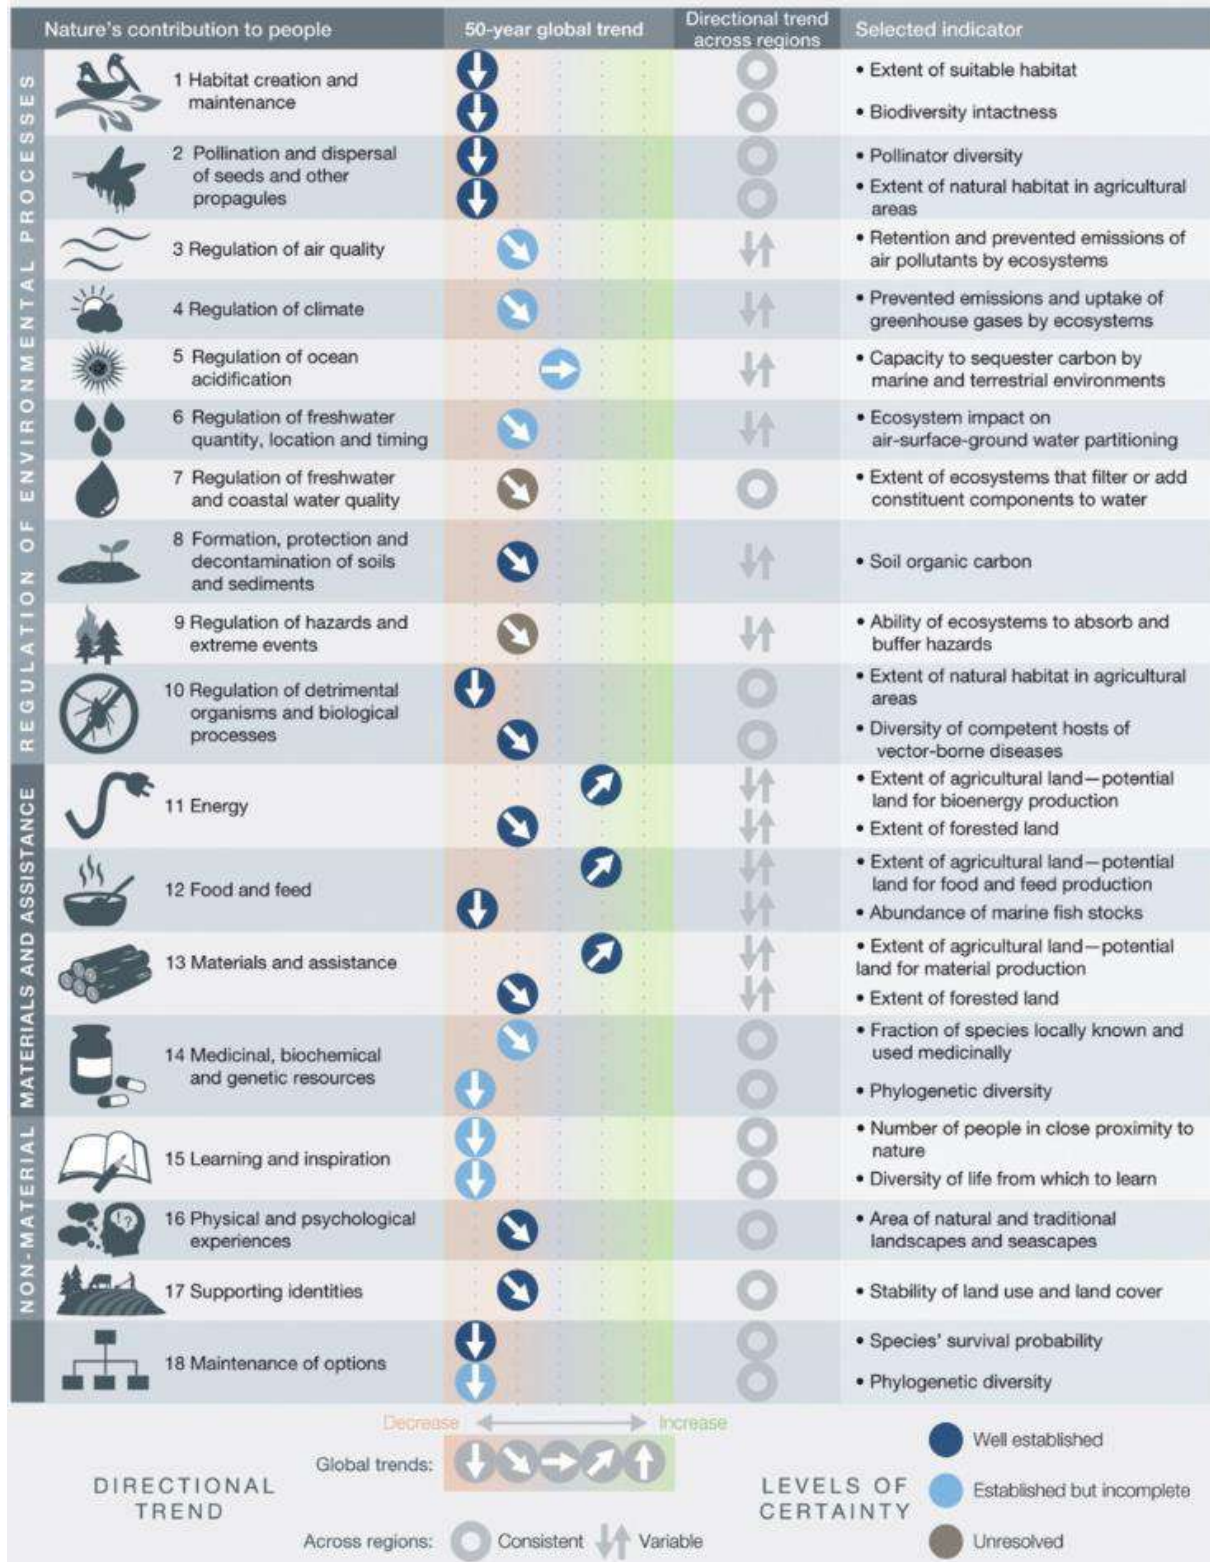 Nature's contribution to people
50-year global trend
Directional trend
across regions
Selected indicator
REGULATION OF ENVIRONMENTAL PROCESSES
1 Habitat creation and
maintenance
• Extent of suitable habitat
• Biodiversity intactness
2 Pollination and dispersal
of seeds and other
propagules
• Pollinator diversity
• Extent of natural habitat in agricultural
areas
3 Regulation of air quality
• Retention and prevented emissions of
air pollutants by ecosystems
4 Regulation of climate
• Prevented emissions and uptake of
greenhouse gases by ecosystems
5 Regulation of ocean
acidification
• Capacity to sequester carbon by
marine and terrestrial environments
6 Regulation of freshwater
quantity, location and timing
• Ecosystem impact on
air-surface-ground water partitioning
7 Regulation of freshwater
and coastal water quality
• Extent of ecosystems that filter or add
constituent components to water
8 Formation, protection and
decontamination of soils
and sediments
• Soil organic carbon
9 Regulation of hazards and
extreme events
• Ability of ecosystems to absorb and
buffer hazards
10 Regulation of detrimental
organisms and biological
processes
• Extent of natural habitat in agricultural
areas
• Diversity of competent hosts of
vector-borne diseases
MATERIALS AND ASSISTANCE
11 Energy
• Extent of agricultural land—potential
land for bioenergy production
• Extent of forested land
12 Food and feed
• Extent of agricultural land—potential
land for food and feed production
• Abundance of marine fish stocks
13 Materials and assistance
• Extent of agricultural land—potential
land for material production
• Extent of forested land
14 Medicinal, biochemical
and genetic resources
• Fraction of species locally known and
used medicinally
• Phylogenetic diversity
NON-MATERIAL
15 Learning and inspiration
• Number of people in close proximity to
nature
• Diversity of life from which to learn
16 Physical and psychological
experiences
!?
• Area of natural and traditional
landscapes and seascapes
17 Supporting identities
• Stability of land use and land cover
18 Maintenance of options
• Species' survival probability
• Phylogenetic diversity
Decrease
Increase
Global trends:
DIRECTIONAL
TREND
Across regions:
Consistent
Variable
LEVELS OF
CERTAINTY
Well established
Established but incomplete
Unresolved